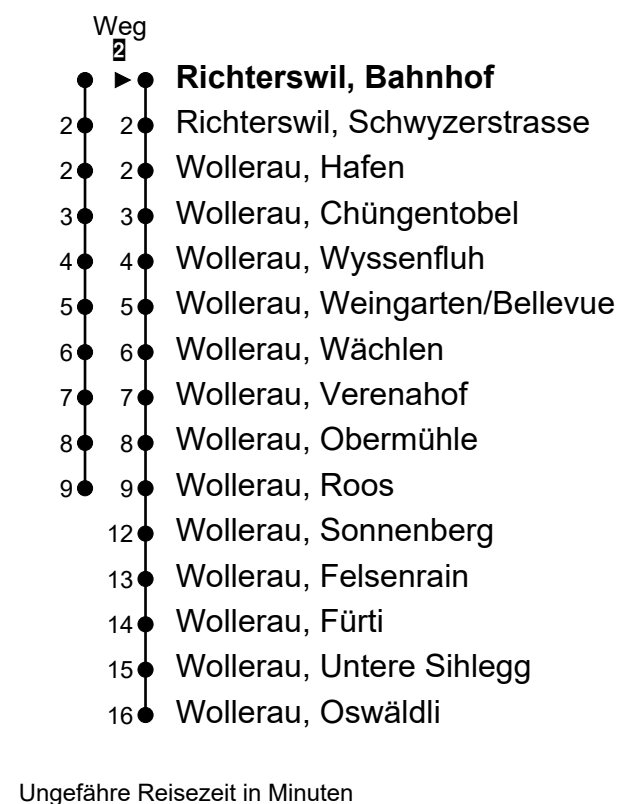 Weg
2
Richterswil, Bahnhof
2 2 Richterswil, Schwyzerstrasse
2 2 Wollerau, Hafen
3 3 Wollerau, Chüngentobel
4 4 Wollerau, Wyssenfluh
5 5 Wollerau, Weingarten/Bellevue
6 6 Wollerau, Wächlen
7 7 Wollerau, Verenahof
8 8 Wollerau, Obermühle
9 9 Wollerau, Roos
12 Wollerau, Sonnenberg
13 Wollerau, Felsenrain
14 Wollerau, Fürti
15 Wollerau, Untere Sihlegg
16 Wollerau, Oswäldli
Ungefähre Reisezeit in Minuten